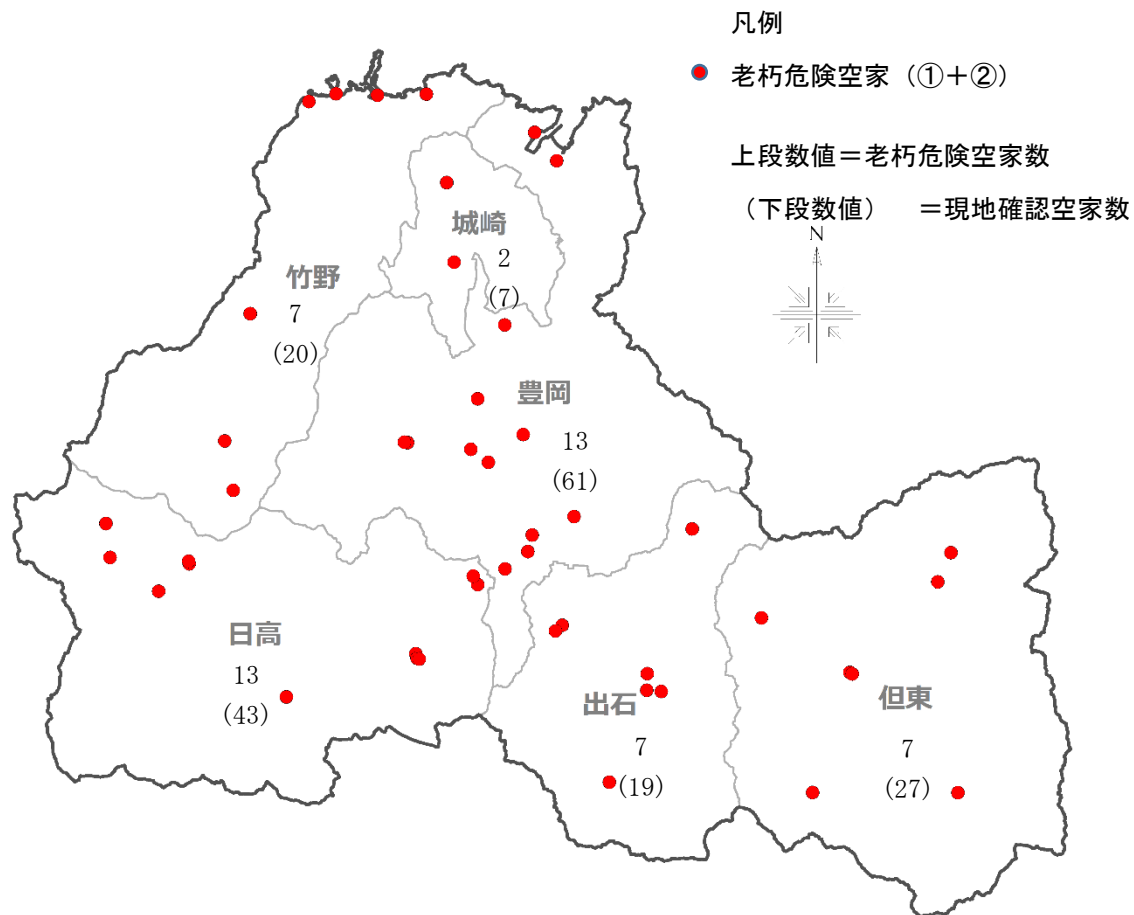 凡例
老朽危険空家（①＋②）
上段数値＝老朽危険空家数
（下段数値）　＝現地確認空家数
N
城崎
2
(7)
竹野
7
(20)
豊岡
13
(61)
日高
13
(43)
出石
7
(19)
但東
7
(27)